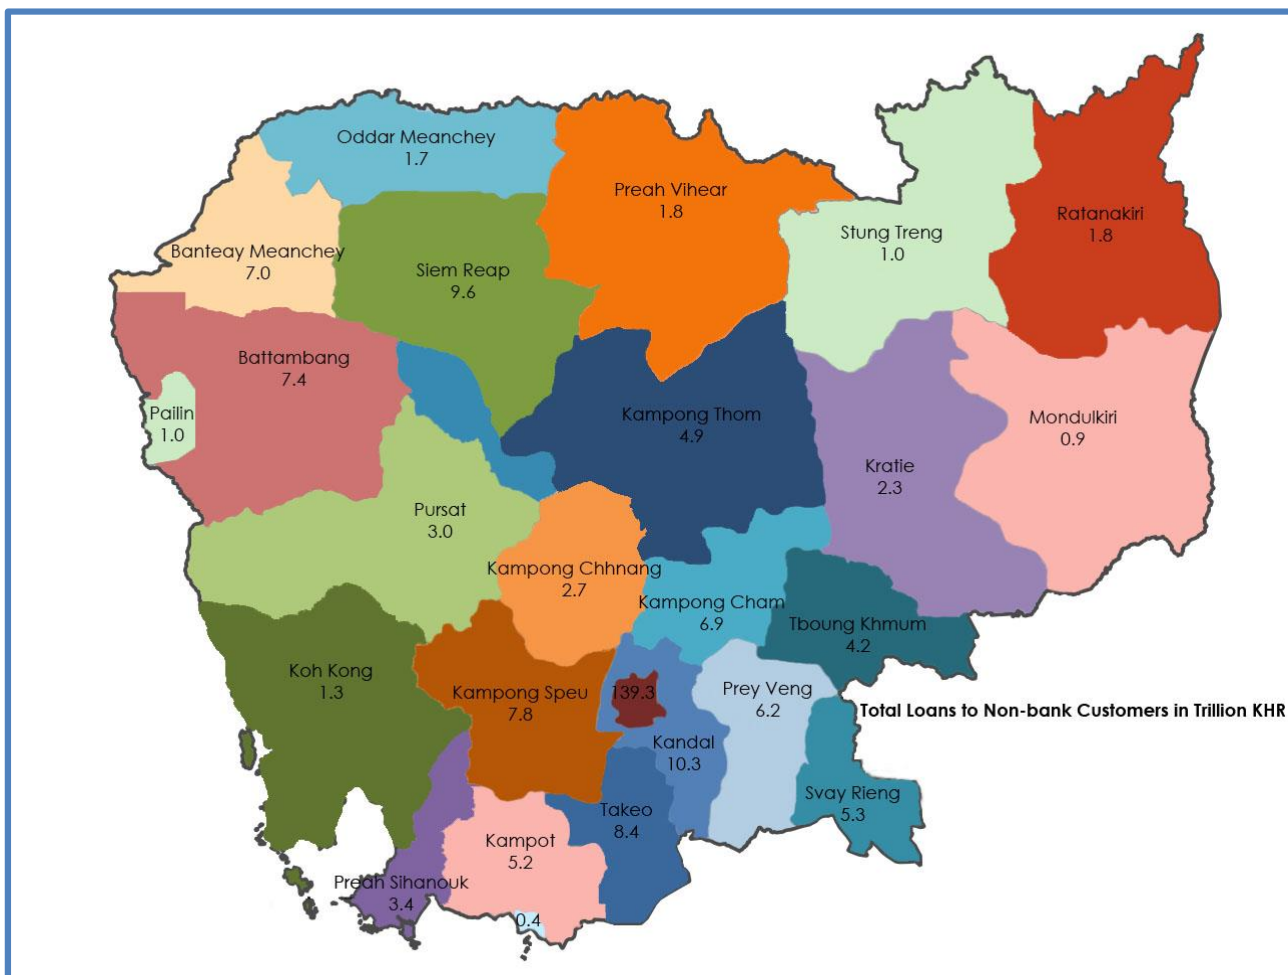 Oddar Meanchey
1.7
Preah Vihear
1.8
Ratanakiri
1.8
Stung Treng
1.0
Banteay Meanchey
7.0
Siem Reap
9.6
Battambang
7.4
Pailin
1.0
Kampong Thom
4.9
Mondulkiri
0.9
Kratie
2.3
Pursat
3.0
Kampong Chhnang
2.7
Kampong Cham
6.9
Tboung Khmum
4.2
Koh Kong
1.3
Kampong Speu
7.8
139.3
Prey Veng
6.2
Total Loans to Non-bank Customers in Trillion KHR
Kandal
10.3
Svay Rieng
5.3
Takeo
8.4
Kampot
5.2
Preah Sihanouk
3.4
0.4